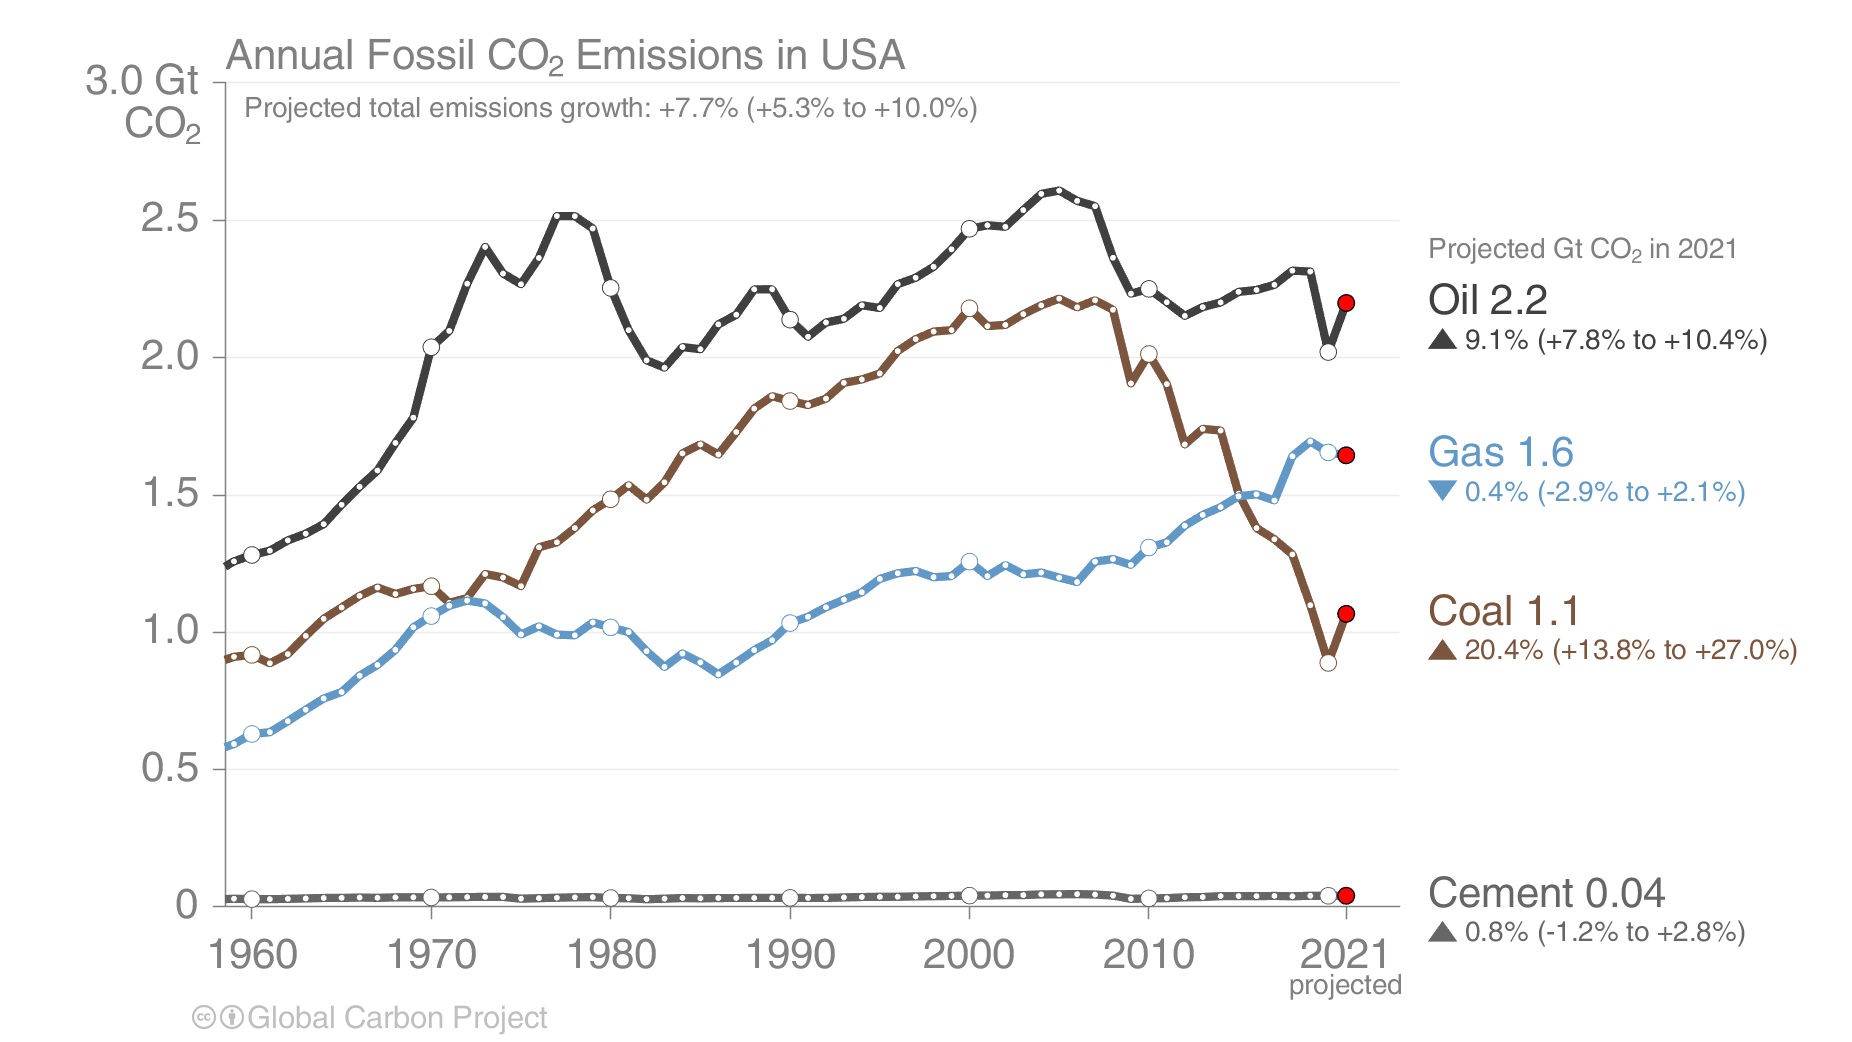 Annual Fossil CO₂ Emissions in USA
3.0 Gt
CO₂
Projected total emissions growth: +7.7% (+5.3% to +10.0%)
2.5
2.0
1.5
1.0
0.5
0
Projected Gt CO₂ in 2021
Oil 2.2
▲ 9.1% (+7.8% to +10.4%)
Gas 1.6
▼ 0.4% (-2.9% to +2.1%)
Coal 1.1
▲ 20.4% (+13.8% to +27.0%)
Cement 0.04
▲ 0.8% (-1.2% to +2.8%)
1960 1970 1980 1990 2000 2010 2021
projected
cc Global Carbon Project